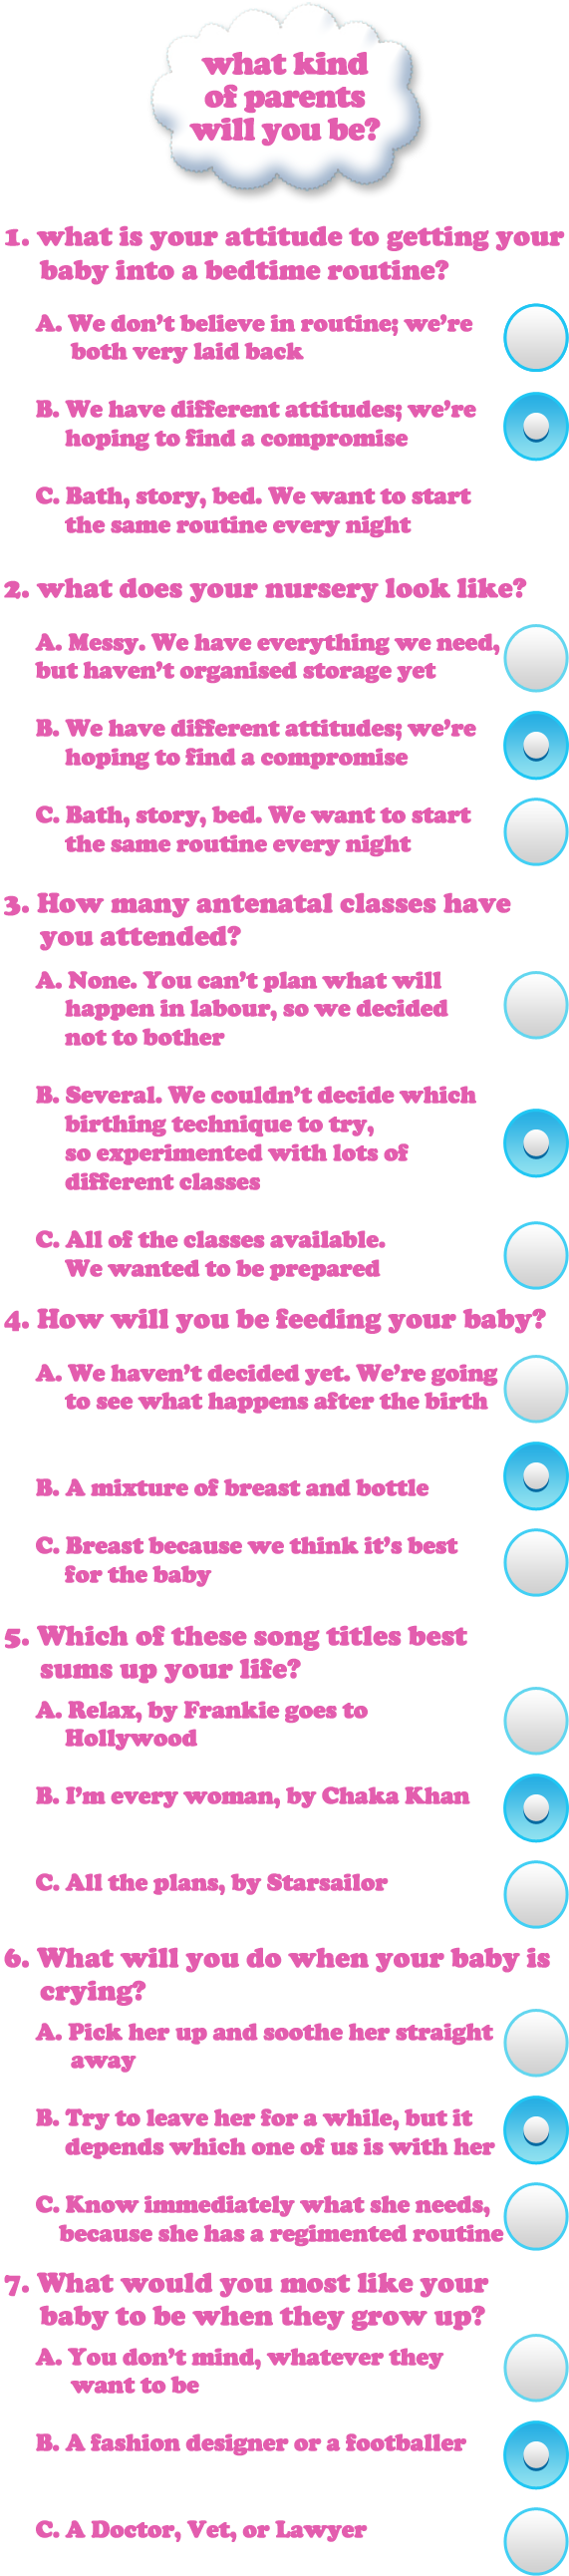 what kind
of parents
will you be?
1. what is your attitude to getting your
baby into a bedtime routine?
A. We don't believe in routine; we're
both very laid back
B. We have different attitudes; we're
hoping to find a compromise
C. Bath, story, bed. We want to start
the same routine every night
2. what does your nursery look like?
A. Messy. We have everything we need,
but haven't organised storage yet
B. We have different attitudes; we're
hoping to find a compromise
C. Bath, story, bed. We want to start
the same routine every night
3. How many antenatal classes have
you attended?
A. None. You can't plan what will
happen in labour, so we decided
not to bother
B. Several. We couldn't decide which
birthing technique to try,
so experimented with lots of
different classes
C. All of the classes available.
We wanted to be prepared
4. How will you be feeding your baby?
A. We haven't decided yet. We're going
to see what happens after the birth
B. A mixture of breast and bottle
C. Breast because we think it's best
for the baby
5. Which of these song titles best
sums up your life?
A. Relax, by Frankie goes to
Hollywood
B. I'm every woman, by Chaka Khan
C. All the plans, by Starsailor
6. What will you do when your baby is
crying?
A. Pick her up and soothe her straight
away
B. Try to leave her for a while, but it
depends which one of us is with her
C. Know immediately what she needs,
because she has a regimented routine
7. What would you most like your
baby to be when they grow up?
A. You don't mind, whatever they
want to be
B. A fashion designer or a footballer
C. A Doctor, Vet, or Lawyer